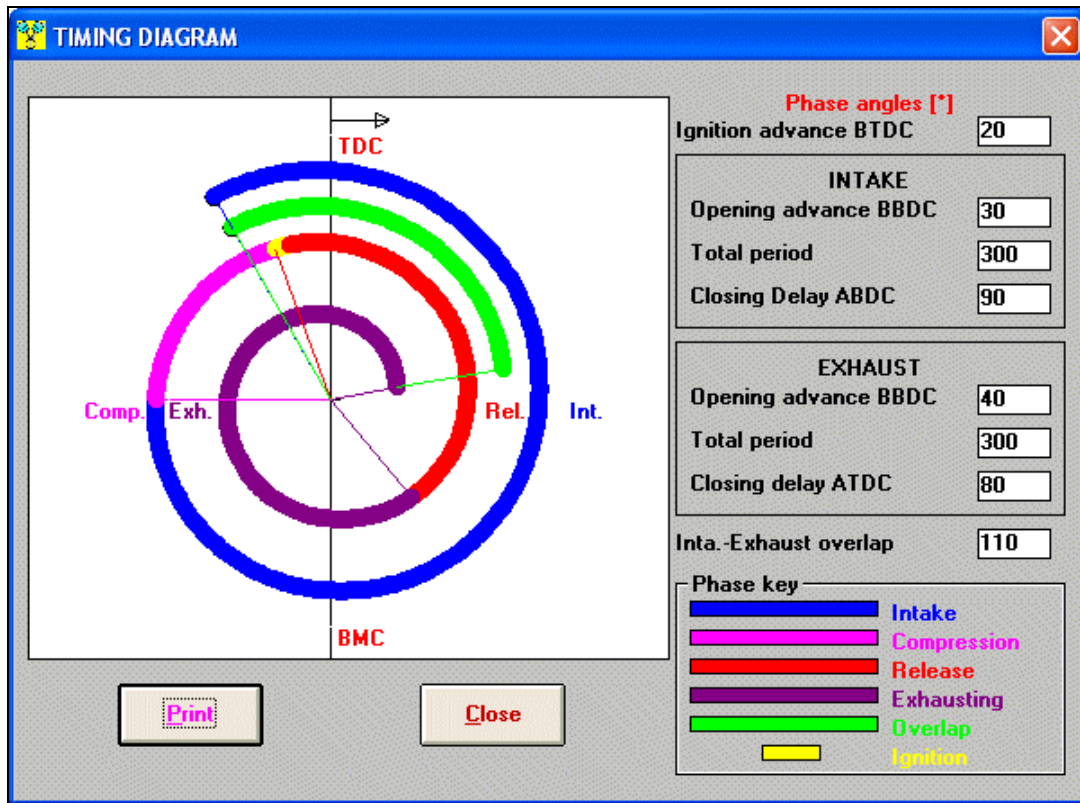 TIMING DIAGRAM
TDC
Comp.
Exh.
Rel.
Int.
BMC
Print
Close
Phase angles [°]
Ignition advance BTDC 20
INTAKE
Opening advance BBDC 30
Total period 300
Closing Delay ABDC 90
EXHAUST
Opening advance BBDC 40
Total period 300
Closing delay ATDC 80
Inta.-Exhaust overlap 110
Phase key
Intake
Compression
Release
Exhausting
Overlap
Ignition